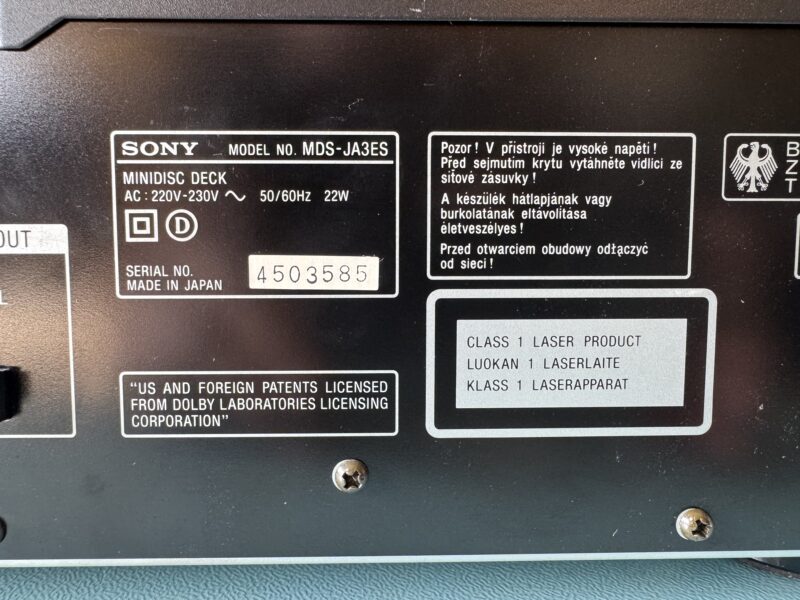 OUT
L
SONY MODEL NO. MDS-JA3ES
MINIDISC DECK
AC : 220V-230V ～ 50/60Hz 22W
D
SERIAL NO. 4503585
MADE IN JAPAN
"US AND FOREIGN PATENTS LICENSED
FROM DOLBY LABORATORIES LICENSING
CORPORATION"
Pozor ! V přístroji je vysoké napětí !
Před sejmutím krytu vytáhněte vidlici ze
síťové zásuvky !
A készülék hátlapjának vagy
burkolatának eltávolítása
életveszélyes !
Przed otwarciem obudowy odłączyć
od sieci !
CLASS 1 LASER PRODUCT
LUOKAN 1 LASERLAITE
KLASS 1 LASERAPPARAT
B
Z
T